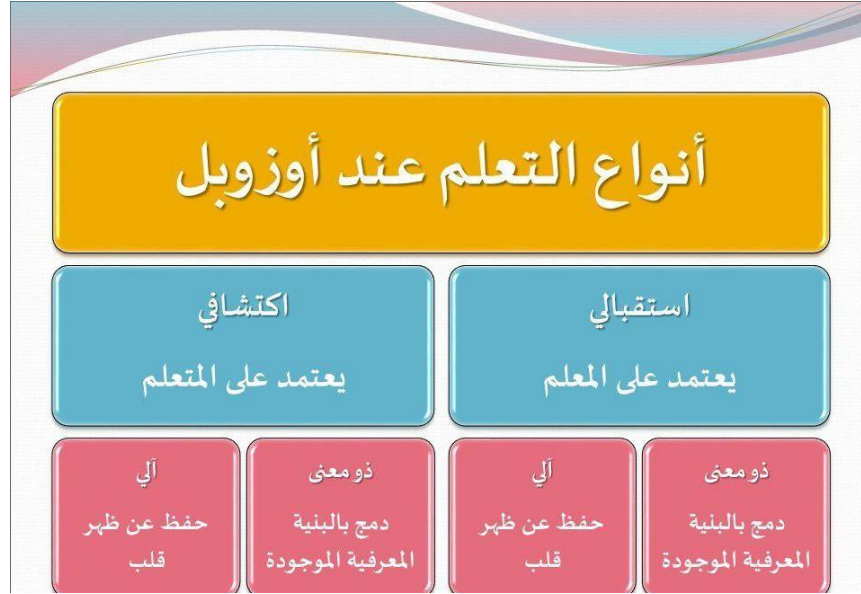 أنواع التعلم عند أوزوبل
استقبالي
يعتمد على المعلم
اكتشافي
يعتمد على المتعلم
ذو معنى
دمج بالبنية
المعرفية الموجودة
آلي
حفظ عن ظهر
قلب
ذو معنى
دمج بالبنية
المعرفية الموجودة
آلي
حفظ عن ظهر
قلب